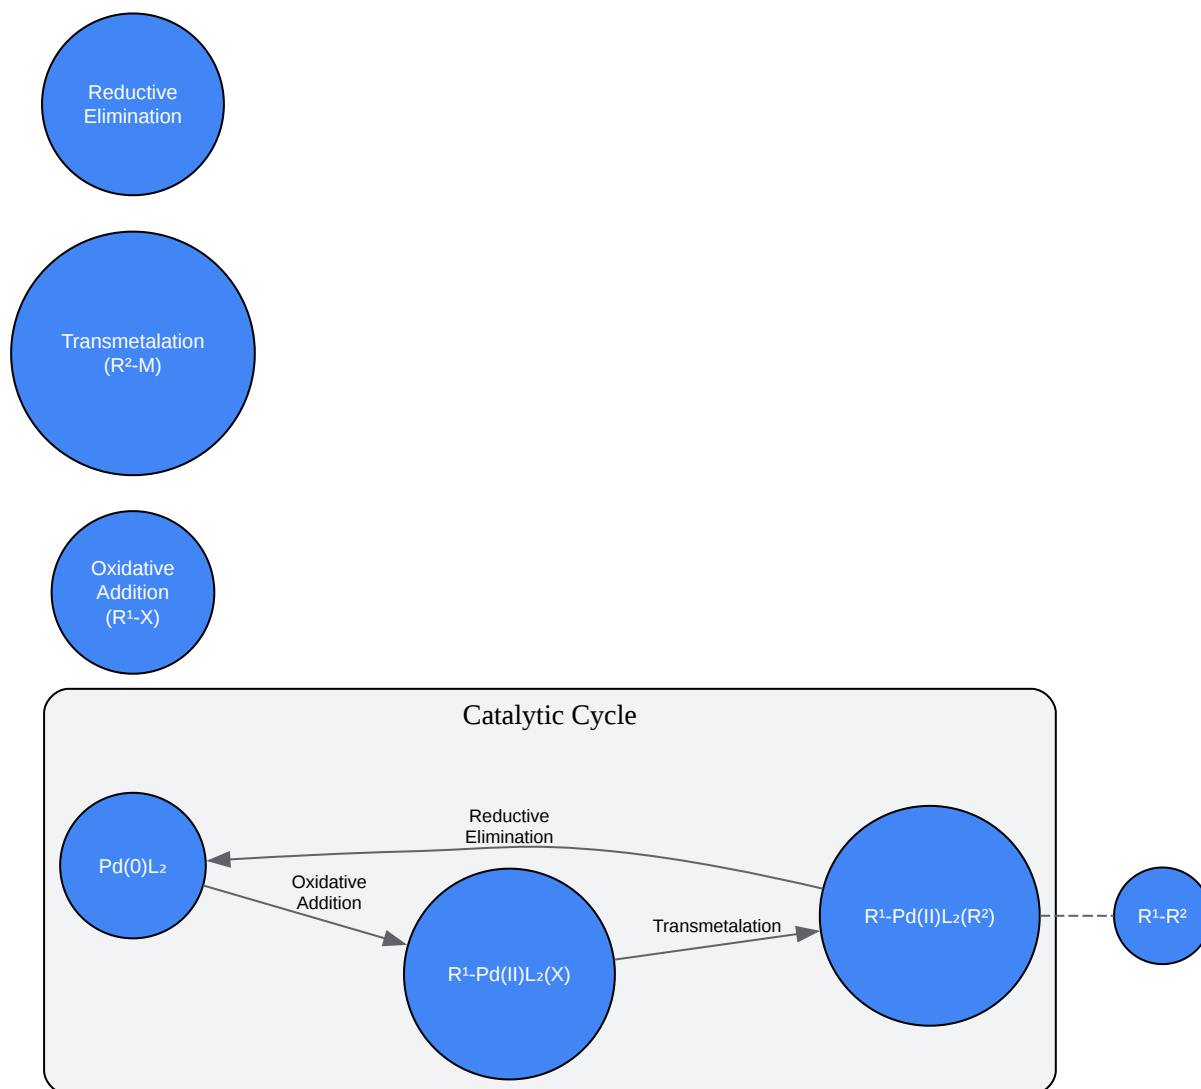 Reductive
Elimination
Transmetalation
(R²-M)
Oxidative
Addition
(R¹-X)
Catalytic Cycle
Reductive
Elimination
Pd(0)L₂
Oxidative
Addition
Transmetalation
R¹-Pd(II)L₂(R²)
R¹-R²
R¹-Pd(II)L₂(X)